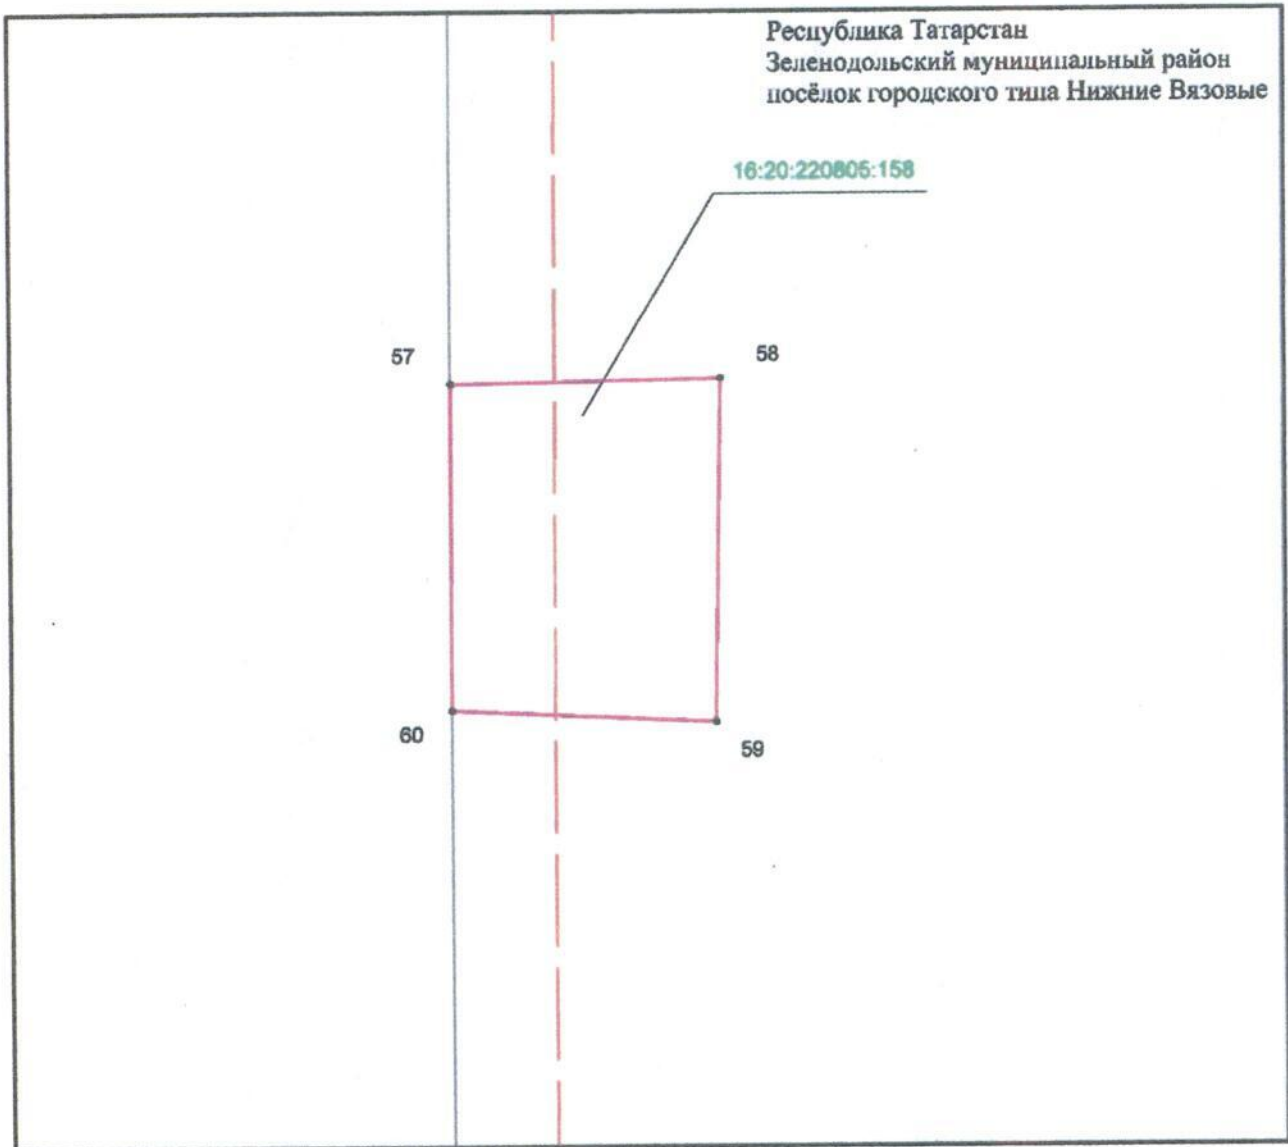 Республика Татарстан
Зеленодольский муниципальный район
посёлок городского типа Нижние Вязовые
16:20:220805:158
57
58
60
59